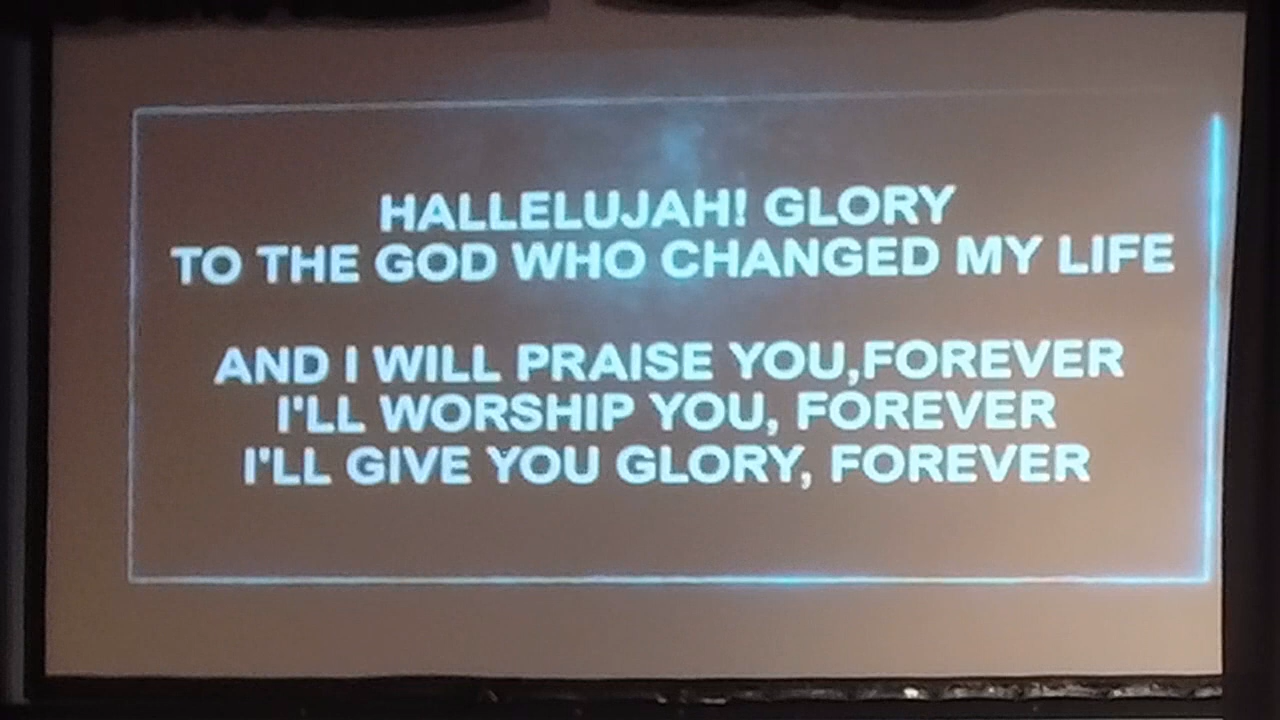 HALLELUJAH! GLORY
TO THE GOD WHO CHANGED MY LIFE
AND I WILL PRAISE YOU,FOREVER
I'LL WORSHIP YOU, FOREVER
I'LL GIVE YOU GLORY, FOREVER